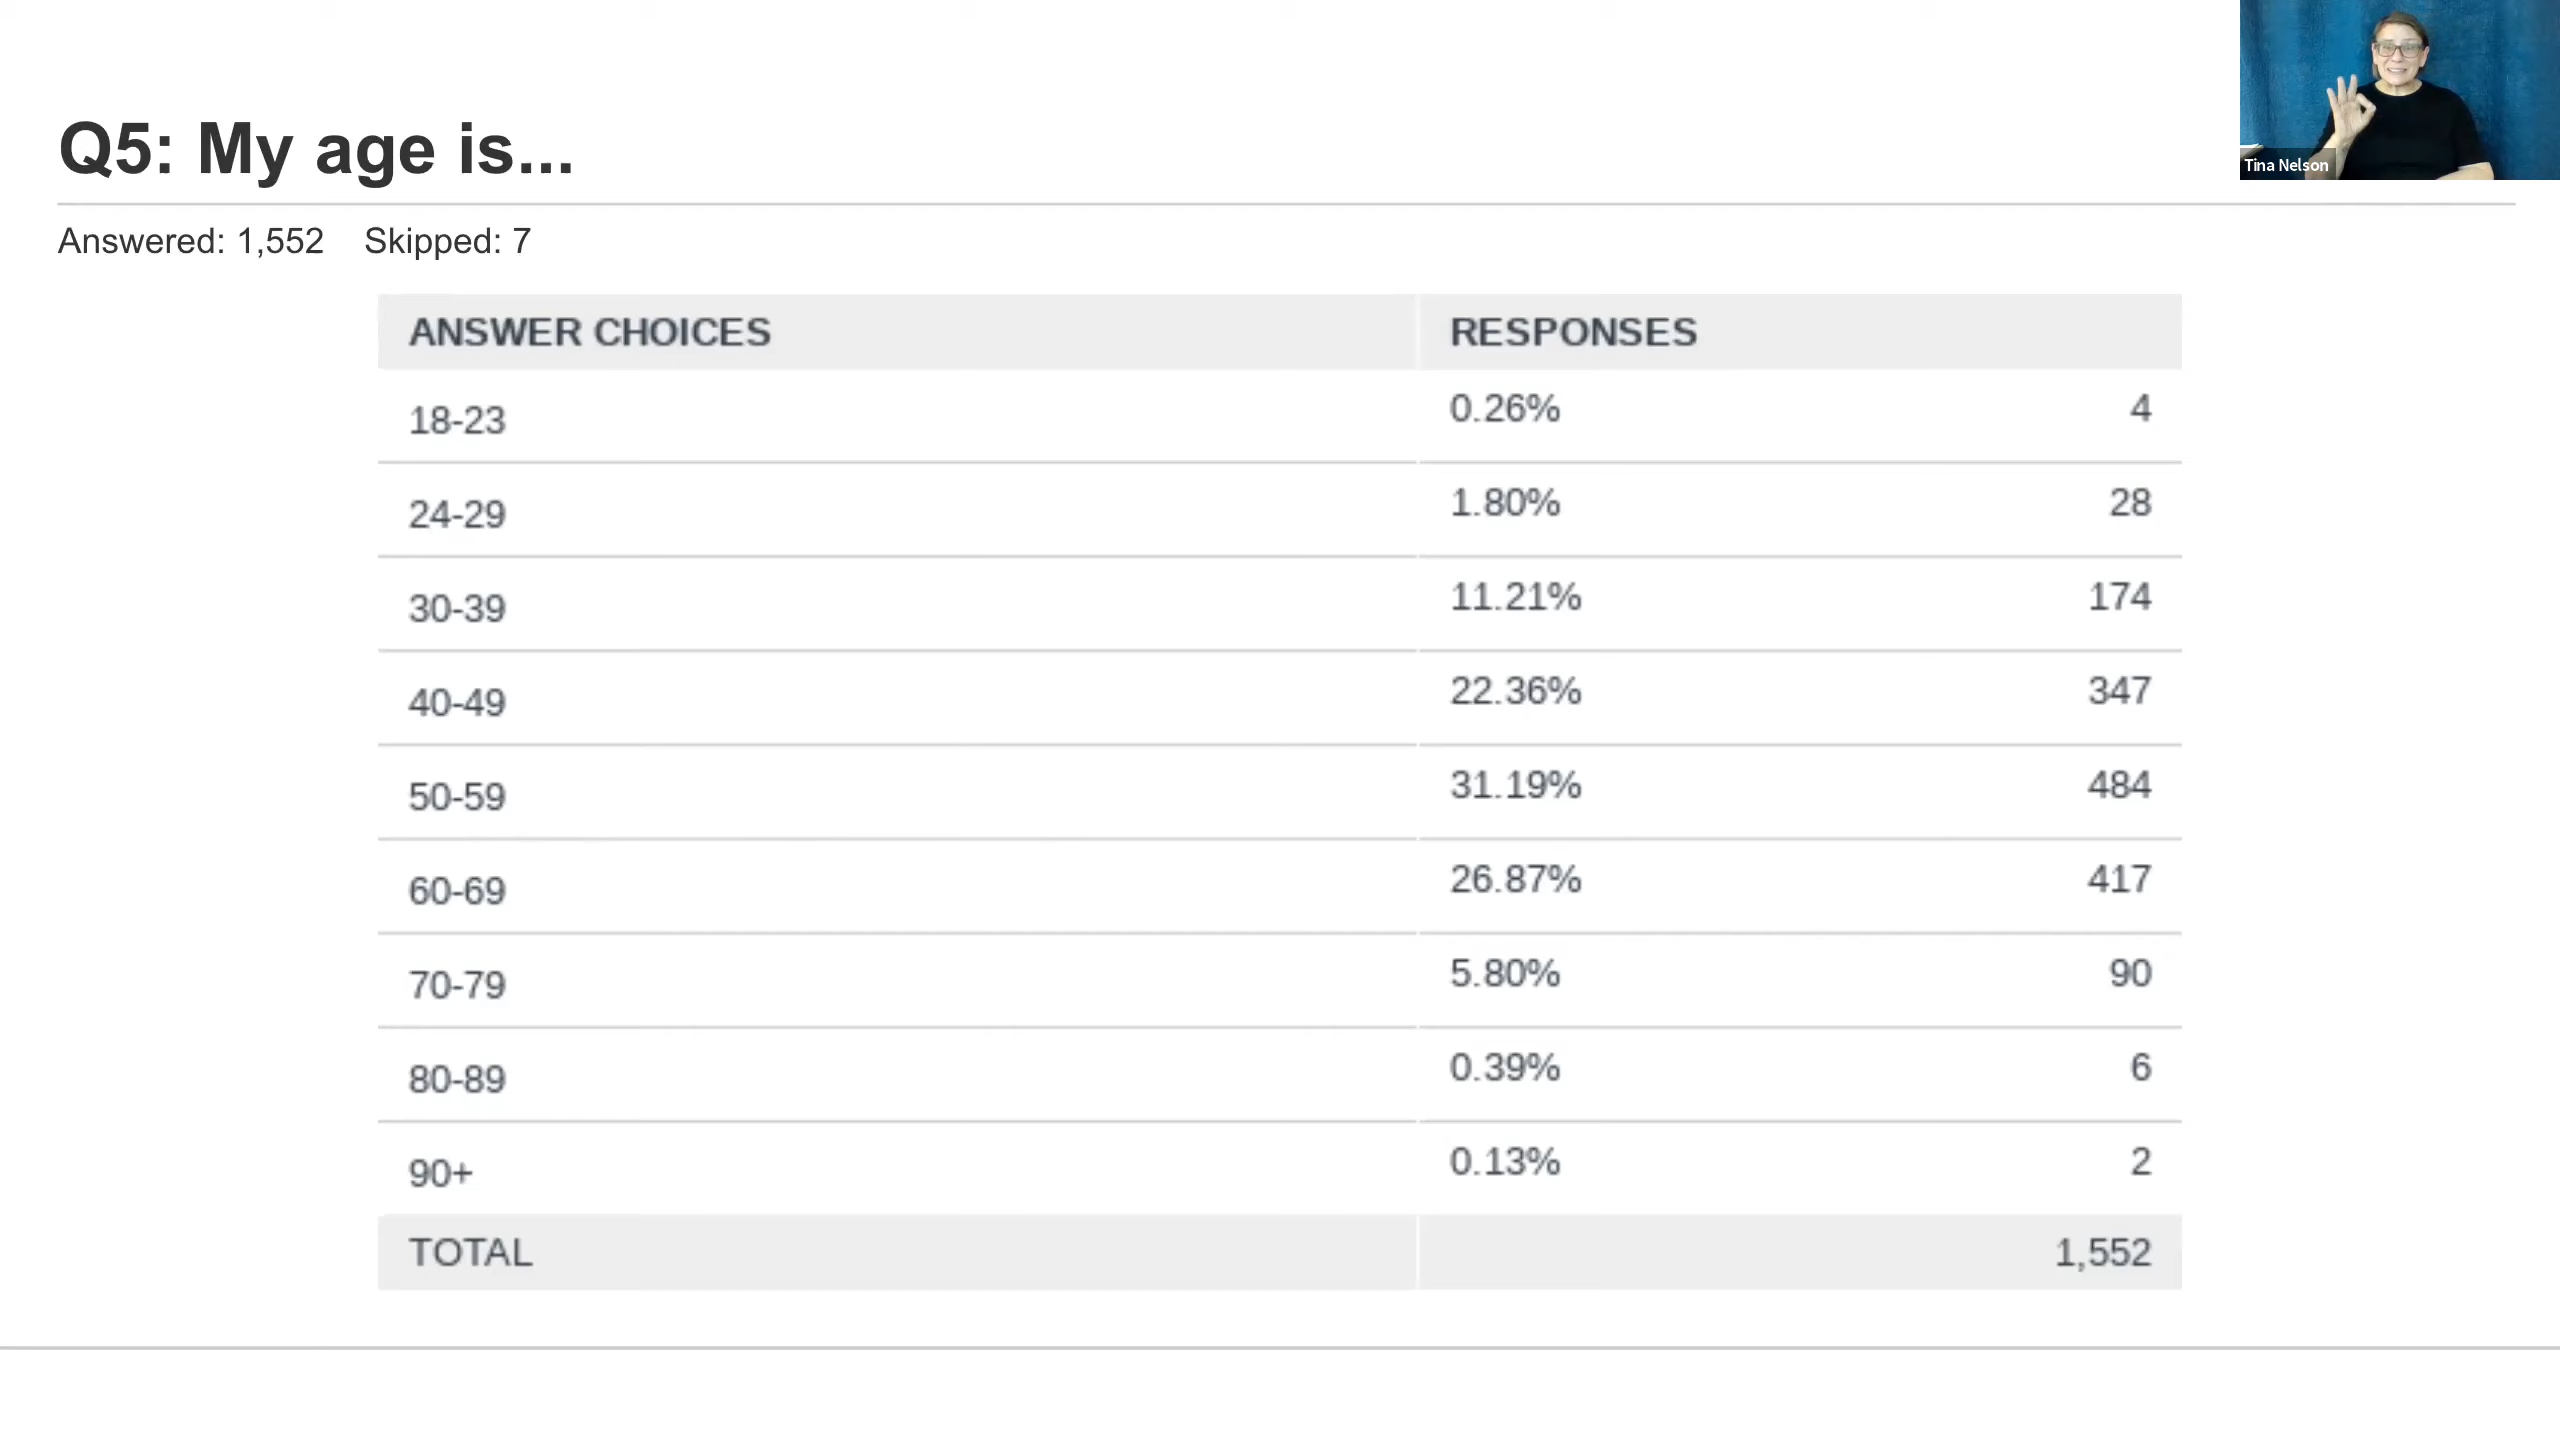 Q5: My age is...
Answered: 1,552 Skipped: 7
ANSWER CHOICES RESPONSES
18-23 0.26% 4
24-29 1.80% 28
30-39 11.21% 174
40-49 22.36% 347
50-59 31.19% 484
60-69 26.87% 417
70-79 5.80% 90
80-89 0.39% 6
90+ 0.13% 2
TOTAL 1,552
Tina Nelson